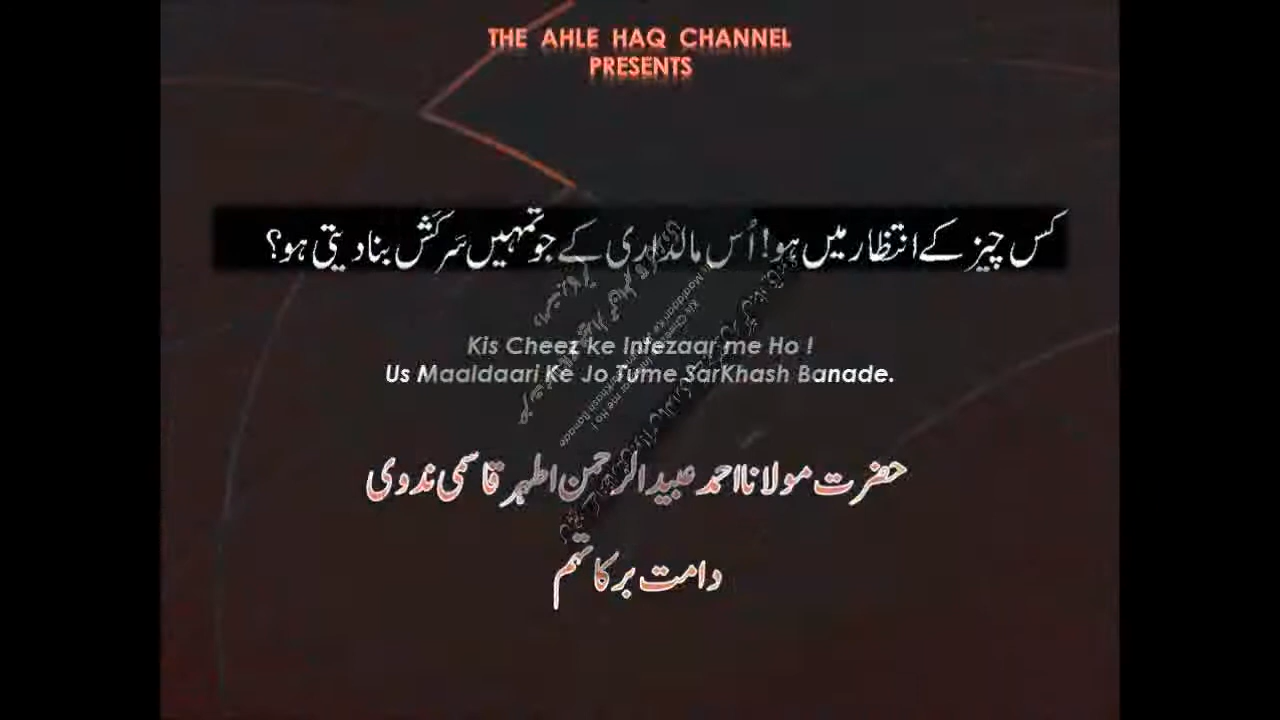 THE AHLE HAQ CHANNEL
PRESENTS
کس چیز کے انتظار میں ہو! اُس مالداری کے جو تمہیں سَرکَش بنا دیتی ہو؟
Kis Cheez ke Intezaar me Ho !
Us Maaldaari Ke Jo Tume SarKhash Banade.
حضرت مولانا احمد عبید الرحمن اطہر قاسمی ندوی
دامت برکاتہم